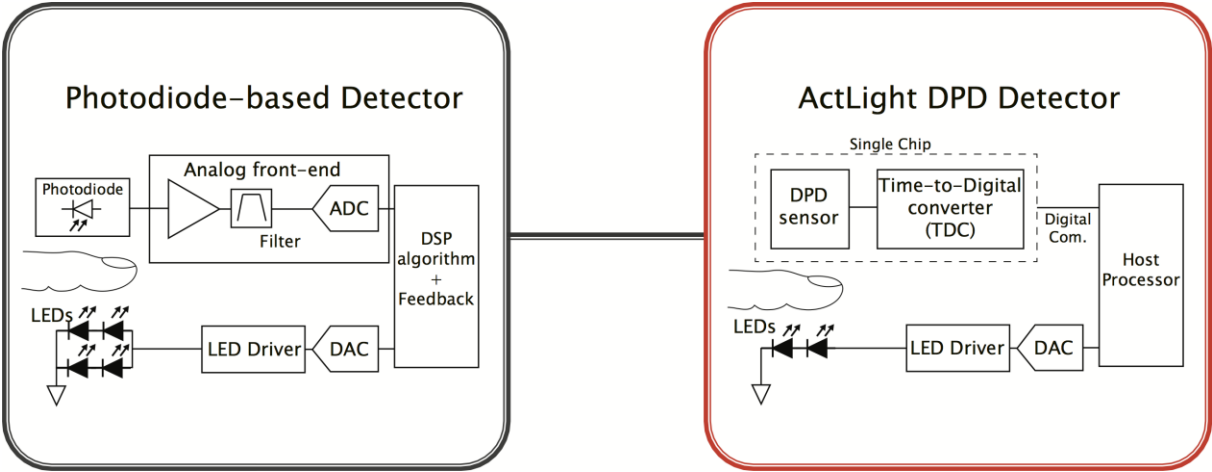 Photodiode-based Detector
Analog front-end
Photodiode
ADC
Filter
DSP
algorithm
+
Feedback
LEDs
LED Driver
DAC
ActLight DPD Detector
Single Chip
DPD
sensor
Time-to-Digital
converter
(TDC)
Digital
Com.
Host
Processor
LEDs
LED Driver
DAC